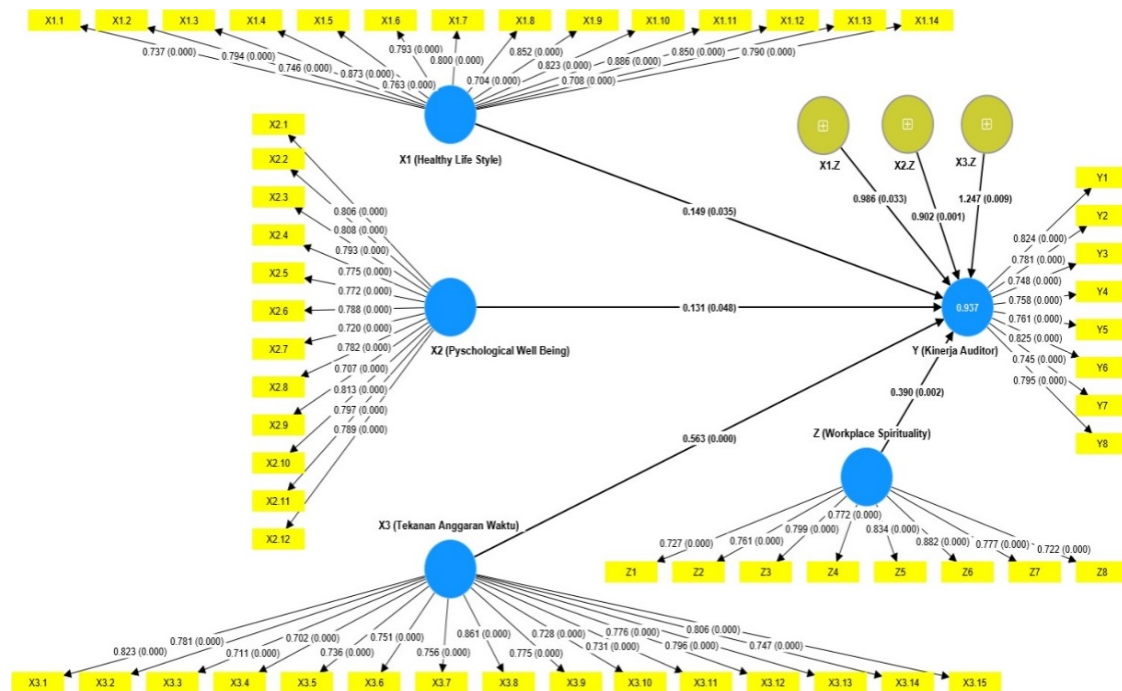 X1.1 X1.2 X1.3 X1.4 X1.5 X1.6 X1.7 X1.8 X1.9 X1.10 X1.11 X1.12 X1.13 X1.14
0.737 (0.000)
0.794 (0.000)
0.746 (0.000)
0.873 (0.000)
0.763 (0.000)
0.793 (0.000)
0.800 (0.000)
0.704 (0.000)
0.852 (0.000)
0.823 (0.000)
0.886 (0.000)
0.708 (0.000)
0.850 (0.000)
0.790 (0.000)
X1 (Healthy Life Style)
X2.1
X2.2
X2.3
X2.4
X2.5
X2.6
X2.7
X2.8
X2.9
X2.10
X2.11
X2.12
0.806 (0.000)
0.808 (0.000)
0.793 (0.000)
0.775 (0.000)
0.772 (0.000)
0.788 (0.000)
0.720 (0.000)
0.782 (0.000)
0.707 (0.000)
0.813 (0.000)
0.797 (0.000)
0.789 (0.000)
X2 (Pyschological Well Being)
X1.Z
X2.Z
X3.Z
0.986 (0.033)
0.902 (0.001)
1.247 (0.009)
0.149 (0.035)
0.131 (0.048)
0.563 (0.000)
0.390 (0.002)
0.937
Y (Kinerja Auditor)
Y1
Y2
Y3
Y4
Y5
Y6
Y7
Y8
0.824 (0.000)
0.781 (0.000)
0.748 (0.000)
0.758 (0.000)
0.761 (0.000)
0.825 (0.000)
0.745 (0.000)
0.795 (0.000)
Z (Workplace Spirituality)
0.727 (0.000)
0.761 (0.000)
0.799 (0.000)
0.772 (0.000)
0.834 (0.000)
0.882 (0.000)
0.777 (0.000)
0.722 (0.000)
Z1 Z2 Z3 Z4 Z5 Z6 Z7 Z8
X3 (Tekanan Anggaran Waktu)
0.823 (0.000)
0.781 (0.000)
0.711 (0.000)
0.702 (0.000)
0.736 (0.000)
0.751 (0.000)
0.756 (0.000)
0.861 (0.000)
0.775 (0.000)
0.728 (0.000)
0.731 (0.000)
0.776 (0.000)
0.796 (0.000)
0.747 (0.000)
0.806 (0.000)
X3.1 X3.2 X3.3 X3.4 X3.5 X3.6 X3.7 X3.8 X3.9 X3.10 X3.11 X3.12 X3.13 X3.14 X3.15